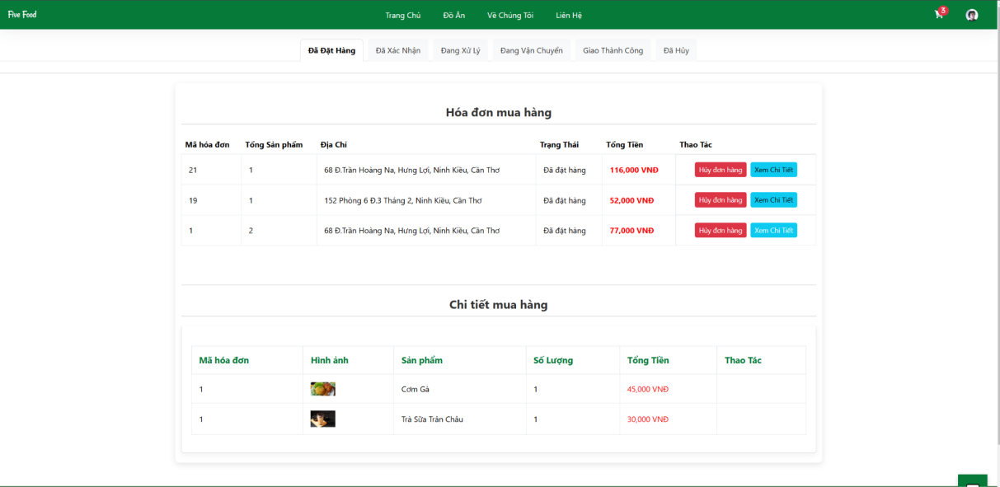 Five Food Trang Chủ Đồ Ăn Về Chúng Tôi Liên Hệ 3
Đã Đặt Hàng Đã Xác Nhận Đang Xử Lý Đang Vận Chuyển Giao Thành Công Đã Hủy
Hóa đơn mua hàng
Mã hóa đơn Tổng Sản phẩm Địa Chỉ Trạng Thái Tổng Tiền Thao Tác
21 1 68 Đ.Trần Hoàng Na, Hưng Lợi, Ninh Kiều, Cần Thơ Đã đặt hàng 116,000 VNĐ Hủy đơn hàng Xem Chi Tiết
19 1 152 Phòng 6 Đ.3 Tháng 2, Ninh Kiều, Cần Thơ Đã đặt hàng 52,000 VNĐ Hủy đơn hàng Xem Chi Tiết
1 2 68 Đ.Trần Hoàng Na, Hưng Lợi, Ninh Kiều, Cần Thơ Đã đặt hàng 77,000 VNĐ Hủy đơn hàng Xem Chi Tiết
Chi tiết mua hàng
Mã hóa đơn Hình ảnh Sản phẩm Số Lượng Tổng Tiền Thao Tác
1 Cơm Gà 1 45,000 VNĐ
1 Trà Sữa Trân Châu 1 30,000 VNĐ